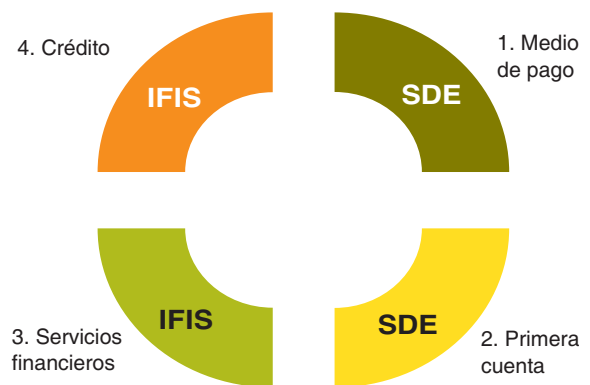 4. Crédito
IFIS
1. Medio
de pago
SDE
3. Servicios
financieros
IFIS
SDE
2. Primera
cuenta